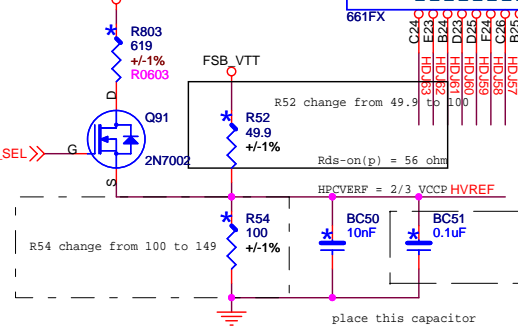 661FX
R803
619
+/-1%
R0603
FSB_VTT
C24
E23
B24
D23
D25
F24
C26
B25
HDJ63
HDJ62
HDJ61
HDJ60
HDJ59
HDJ58
HDJ57
R52 change from 49.9 to 100
D
Q91
R52
49.9
+/-1%
_SEL
G
2N7002
Rds-on(p) = 56 ohm
S
HPCVERF = 2/3 VCCP
HVREF
R54
100
+/-1%
BC50
10nF
BC51
0.1uF
R54 change from 100 to 149
place this capacitor